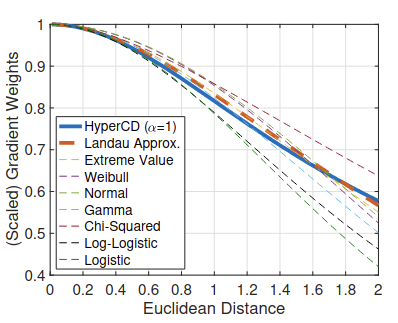 1
0.9
0.8
0.7
0.6
0.5
0.4
(Scaled) Gradient Weights
HyperCD (α=1)
Landau Approx.
Extreme Value
Weibull
Normal
Gamma
Chi-Squared
Log-Logistic
Logistic
0 0.2 0.4 0.6 0.8 1 1.2 1.4 1.6 1.8 2
Euclidean Distance